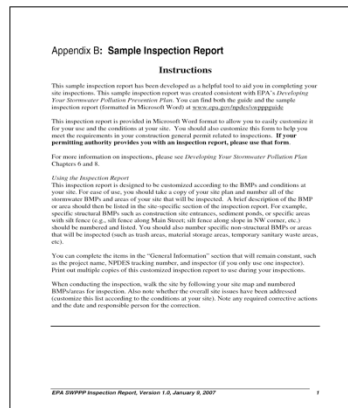 Appendix B: Sample Inspection Report
Instructions
This sample inspection report has been developed as a helpful tool to aid you in completing your
site inspections. This sample inspection report was created consistent with EPA's Developing
Your Stormwater Pollution Prevention Plan. You can find both the guide and the sample
inspection report (formatted in Microsoft Word) at www.epa.gov/npdes/swpppguide
This inspection report is provided in Microsoft Word format to allow you to easily customize it
for your use and the conditions at your site. You should also customize this form to help you
meet the requirements in your construction general permit related to inspections. If your
permitting authority provides you with an inspection report, please use that form.
For more information on inspections, please see Developing Your Stormwater Pollution Plan
Chapters 6 and 8.
Using the Inspection Report
This inspection report is designed to be customized according to the BMPs and conditions at
your site. For ease of use, you should take a copy of your site plan and number all of the
stormwater BMPs and areas of your site that will be inspected. A brief description of the BMP
or area should then be listed in the site-specific section of the inspection report. For example,
specific structural BMPs such as construction site entrances, sediment ponds, or specific areas
with silt fence (e.g., silt fence along Main Street; silt fence along slope in NW corner, etc.)
should be numbered and listed. You should also number specific non-structural BMPs or areas
that will be inspected (such as trash areas, material storage areas, temporary sanitary waste areas,
etc).
You can complete the items in the "General Information" section that will remain constant, such
as the project name, NPDES tracking number, and inspector (if you only use one inspector).
Print out multiple copies of this customized inspection report to use during your inspections.
When conducting the inspection, walk the site by following your site map and numbered
BMPs/areas for inspection. Also note whether the overall site issues have been addressed
(customize this list according to the conditions at your site). Note any required corrective actions
and the date and responsible person for the correction.
EPA SWPPP Inspection Report, Version 1.0, January 9, 2007 1